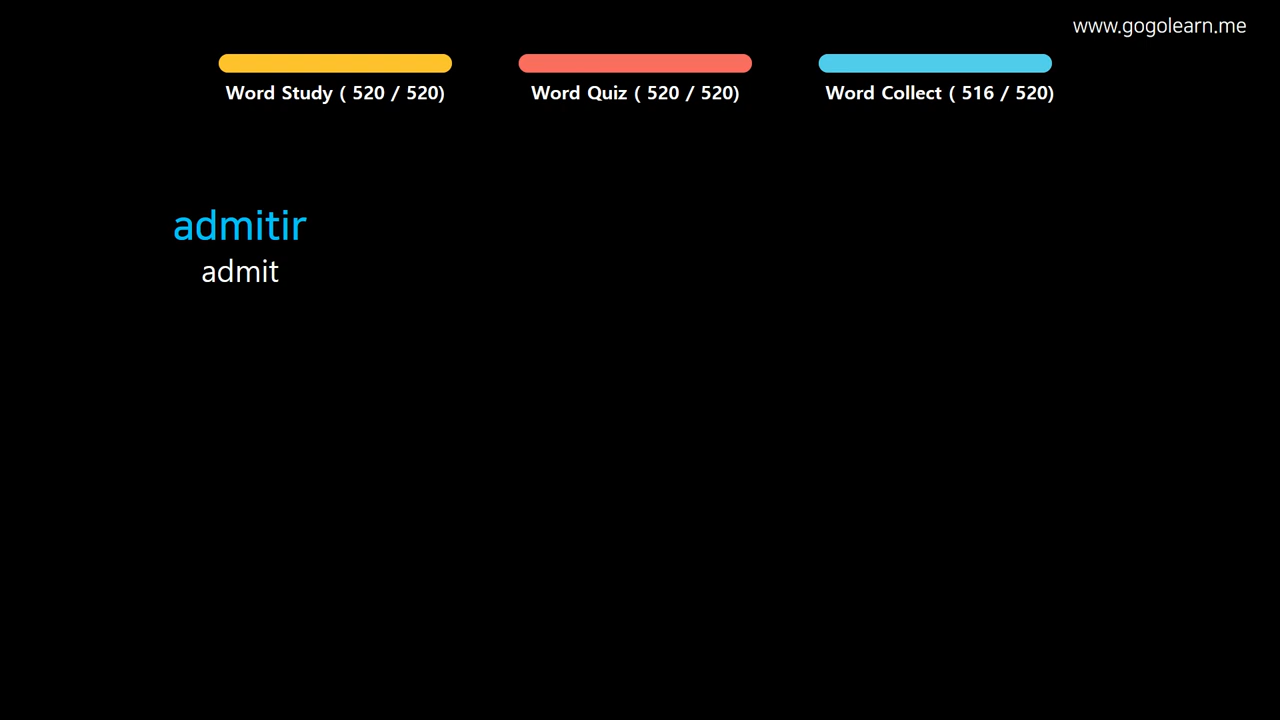 www.gogolearn.me
Word Study ( 520 / 520)
Word Quiz ( 520 / 520)
Word Collect ( 516 / 520)
admitir
admit